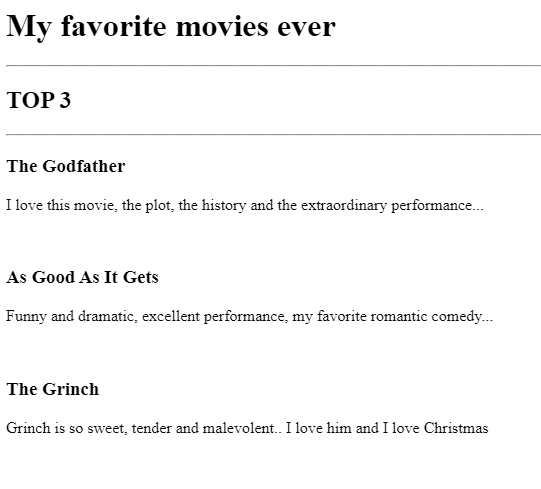 My favorite movies ever
TOP 3
The Godfather
I love this movie, the plot, the history and the extraordinary performance...
As Good As It Gets
Funny and dramatic, excellent performance, my favorite romantic comedy...
The Grinch
Grinch is so sweet, tender and malevolent.. I love him and I love Christmas